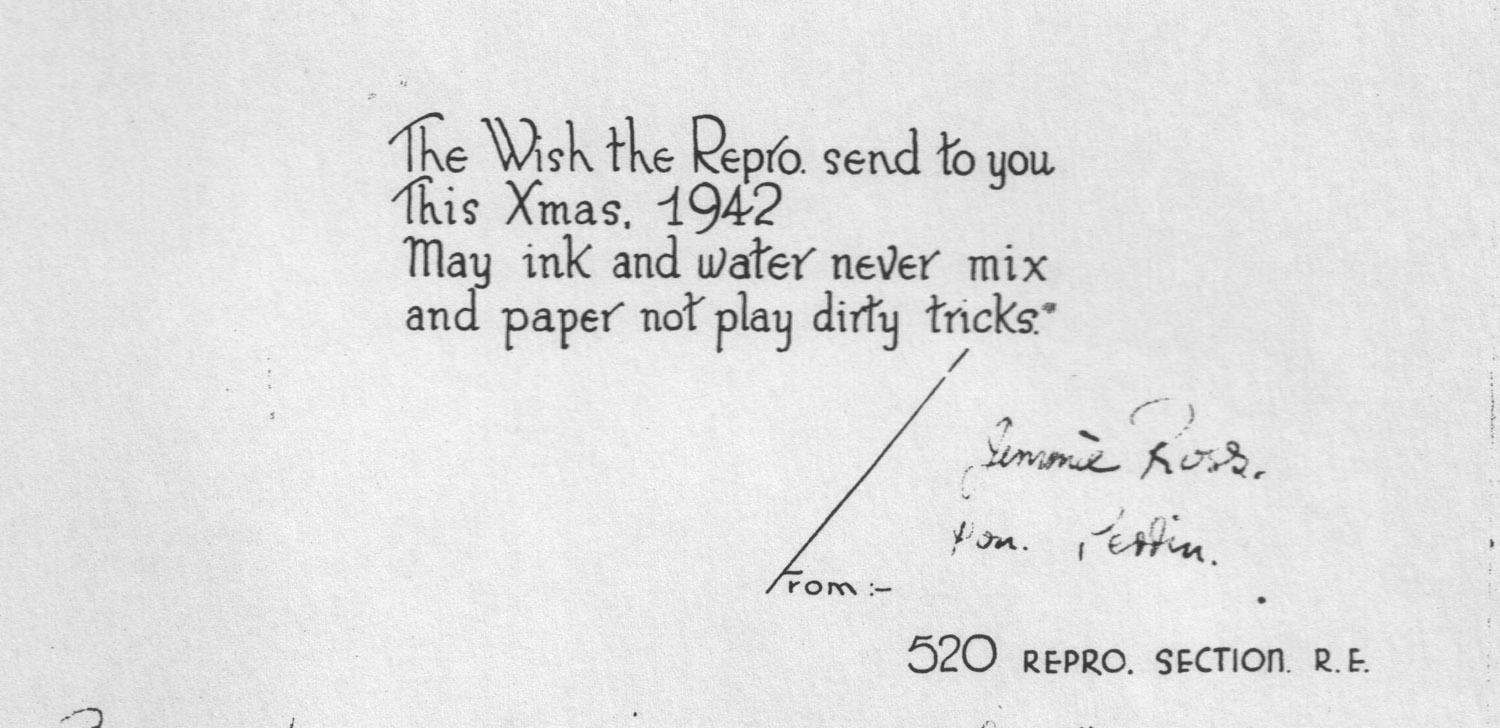 The Wish the Repro. send to you
This Xmas, 1942
May ink and water never mix
and paper not play dirty tricks."
Jimmie Ross.
From :-
520 REPRO. SECTION. R.E.